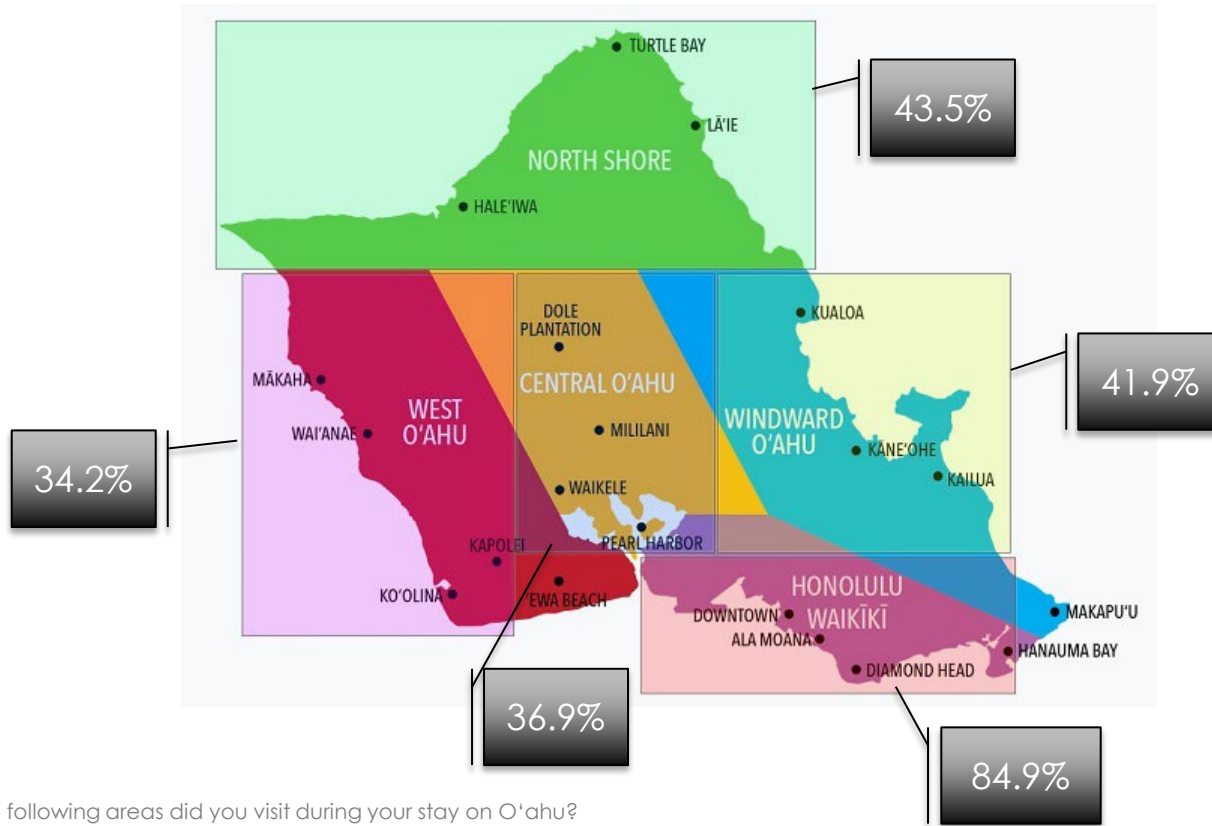 TURTLE BAY
43.5%
LĀ‘IE
NORTH SHORE
HALE‘IWA
DOLE
PLANTATION
KUALOA
MĀKAHA
CENTRAL O‘AHU
41.9%
WEST
O‘AHU
WINDWARD
O‘AHU
WAI‘ANAE
MILILANI
KĀNE‘OHE
KAILUA
34.2%
WAIKELE
PEARL HARBOR
KAPOLEI
KO‘OLINA
‘EWA BEACH
HONOLULU
WAIKĪKĪ
DOWNTOWN
ALA MOANA
MAKAPU‘U
HANAUMA BAY
DIAMOND HEAD
36.9%
84.9%
following areas did you visit during your stay on O‘ahu?